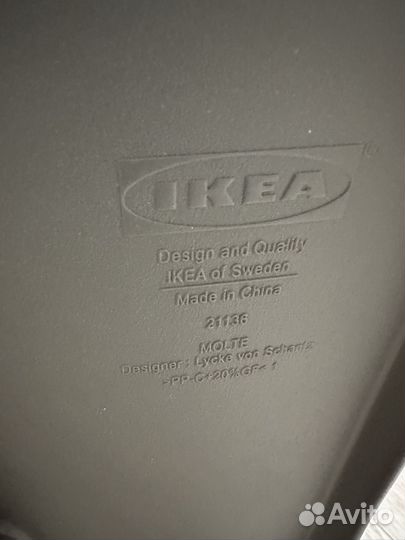 IKEA
Design and Quality
IKEA of Sweden
Made in China
21136
MOLTE
Designer : Lycke von Schantz
>PP-C+20%GF< 1
Avito